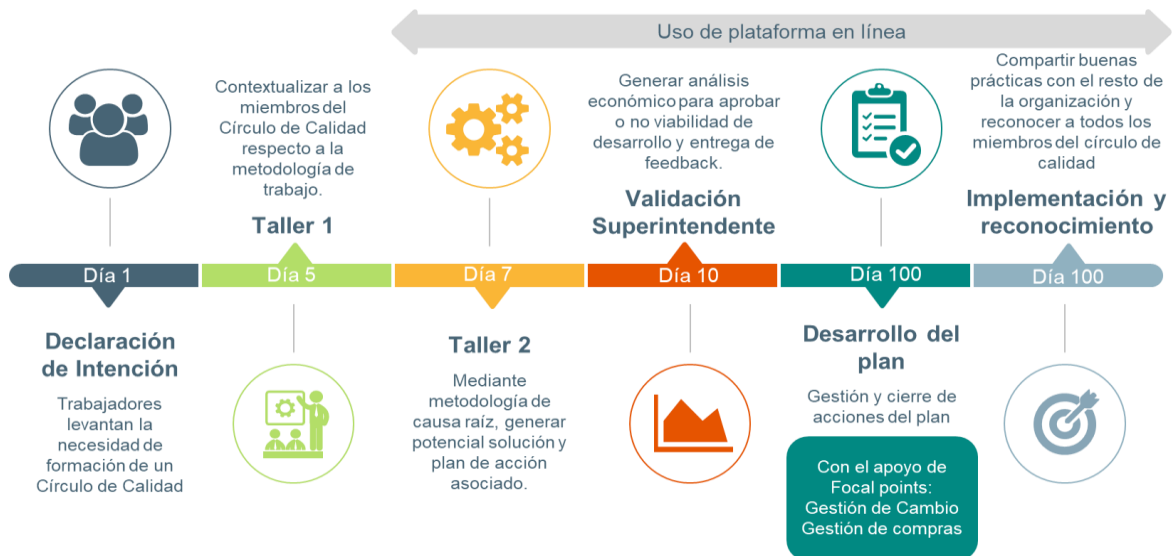 Uso de plataforma en línea
Contextualizar a los
miembros del
Círculo de Calidad
respecto a la
metodología de
trabajo.
Taller 1
Generar análisis
económico para aprobar
o no viabilidad de
desarrollo y entrega de
feedback.
Validación
Superintendente
Compartir buenas
prácticas con el resto de
la organización y
reconocer a todos los
miembros del círculo de
calidad
Implementación y
reconocimiento
Día 1
Día 5
Día 7
Día 10
Día 100
Día 100
Declaración
de Intención
Trabajadores
levantan la
necesidad de
formación de un
Círculo de Calidad
Taller 2
Mediante
metodología de
causa raíz, generar
potencial solución y
plan de acción
asociado.
Desarrollo del
plan
Gestión y cierre de
acciones del plan
Con el apoyo de
Focal points:
Gestión de Cambio
Gestión de compras